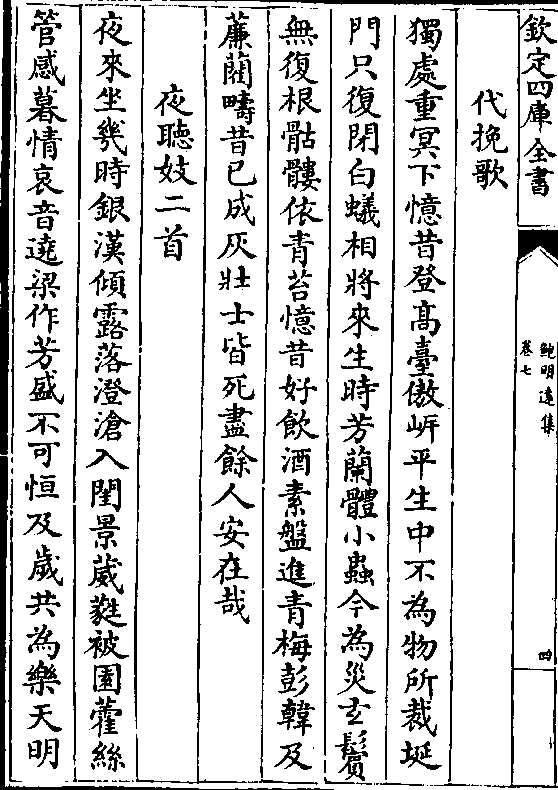 欽定四庫全書
鮑明遠集
卷七
四
代挽歌
獨處重冥下憶昔登髙臺傲岍平生中不為物所裁埏
門只復閉白蟻相將來生時芳蘭體小蟲今為災玄鬢
無復根骷髏依青苔憶昔好飲酒素盤進青梅彭韓及
蘼藺疇昔已成灰壯士皆死盡餘人安在哉
夜聽妓二首
夜來坐幾時銀漢傾露落澄滄入閨景葳蕤被園藿絲
管感暮情哀音遶梁作芳盛不可恒及歲共為樂天明